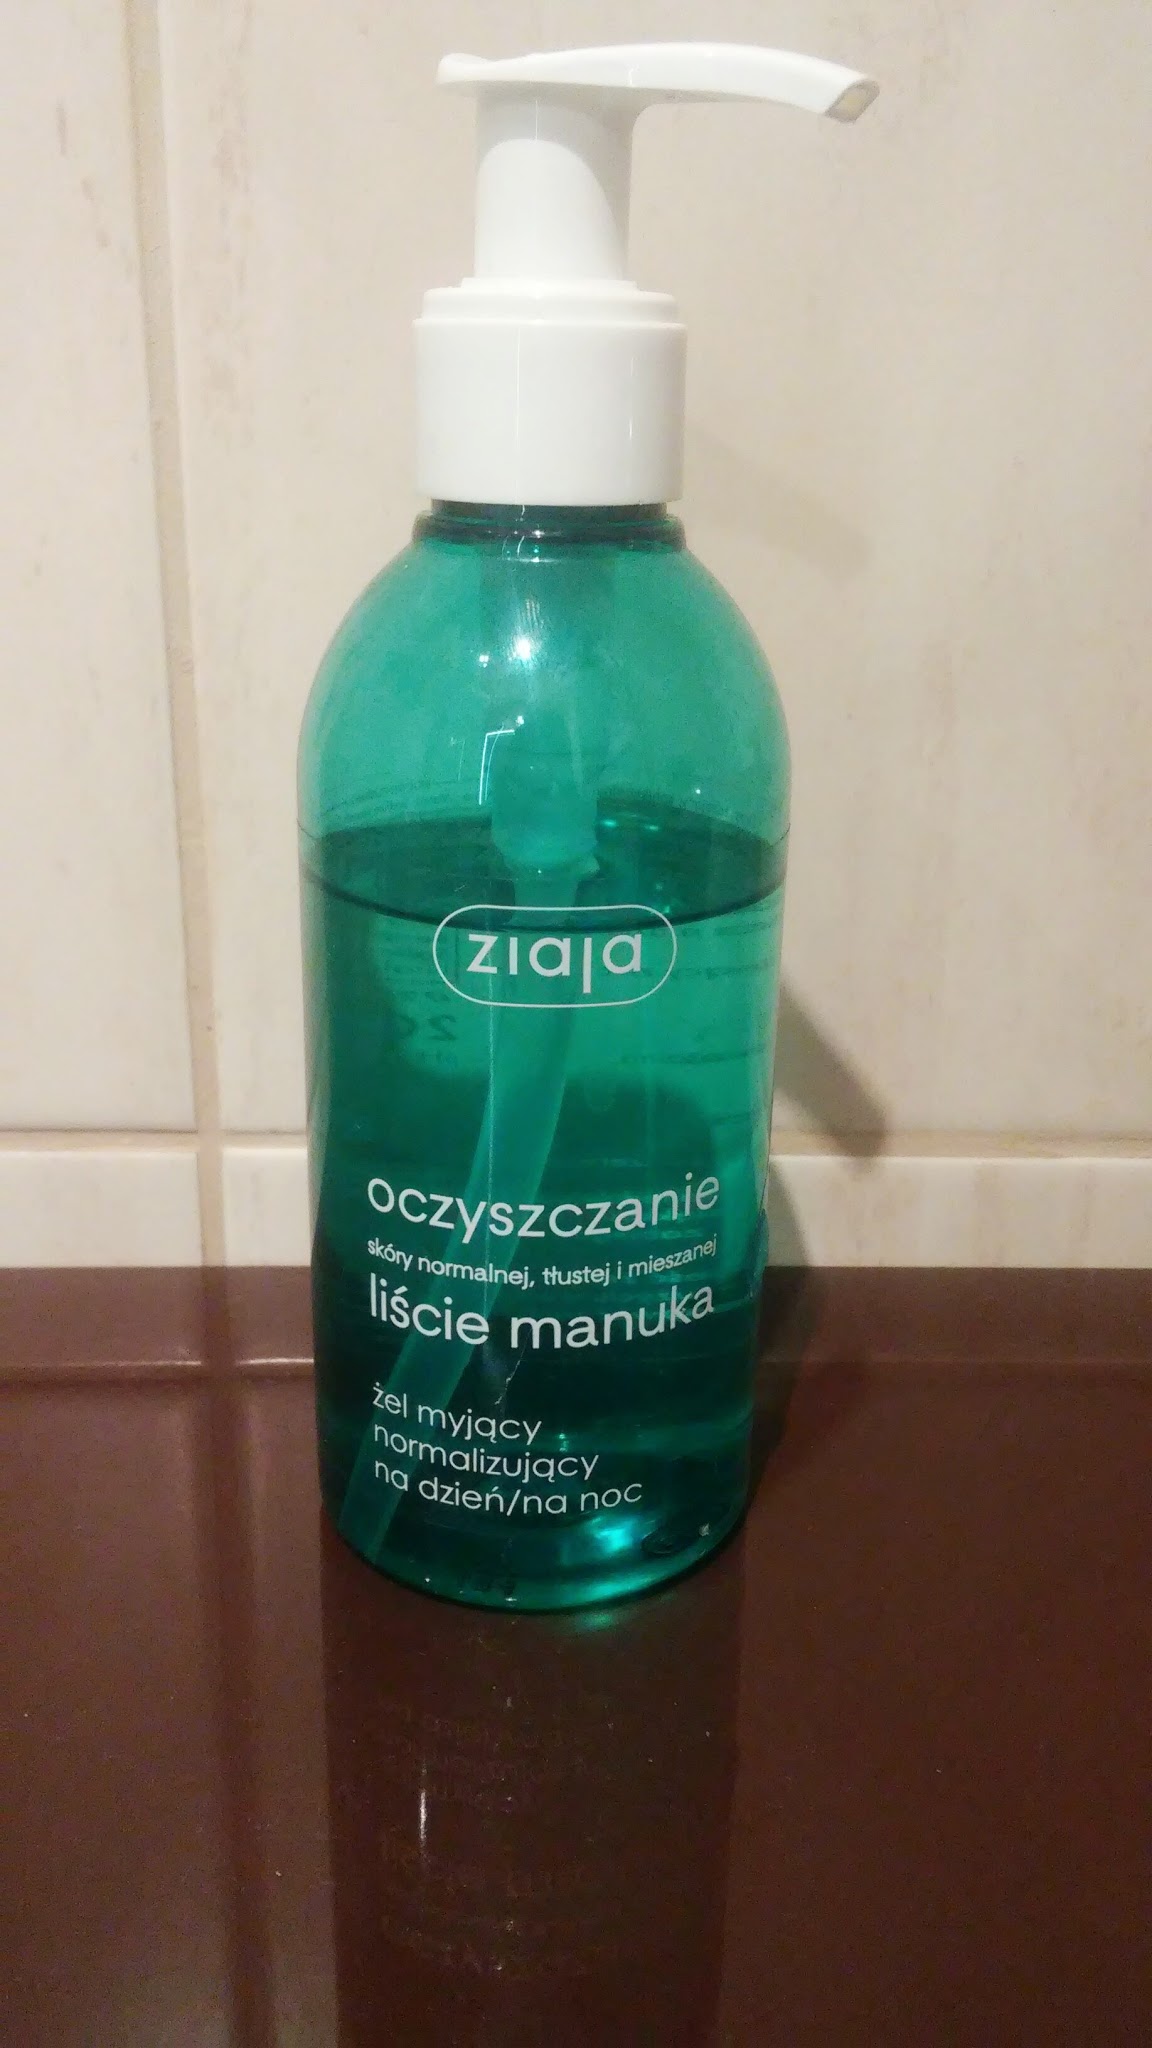 ziaja
oczyszczanie
skóry normalnej, tłustej i mieszanej
liście manuka
żel myjący
normalizujący
na dzień/na noc